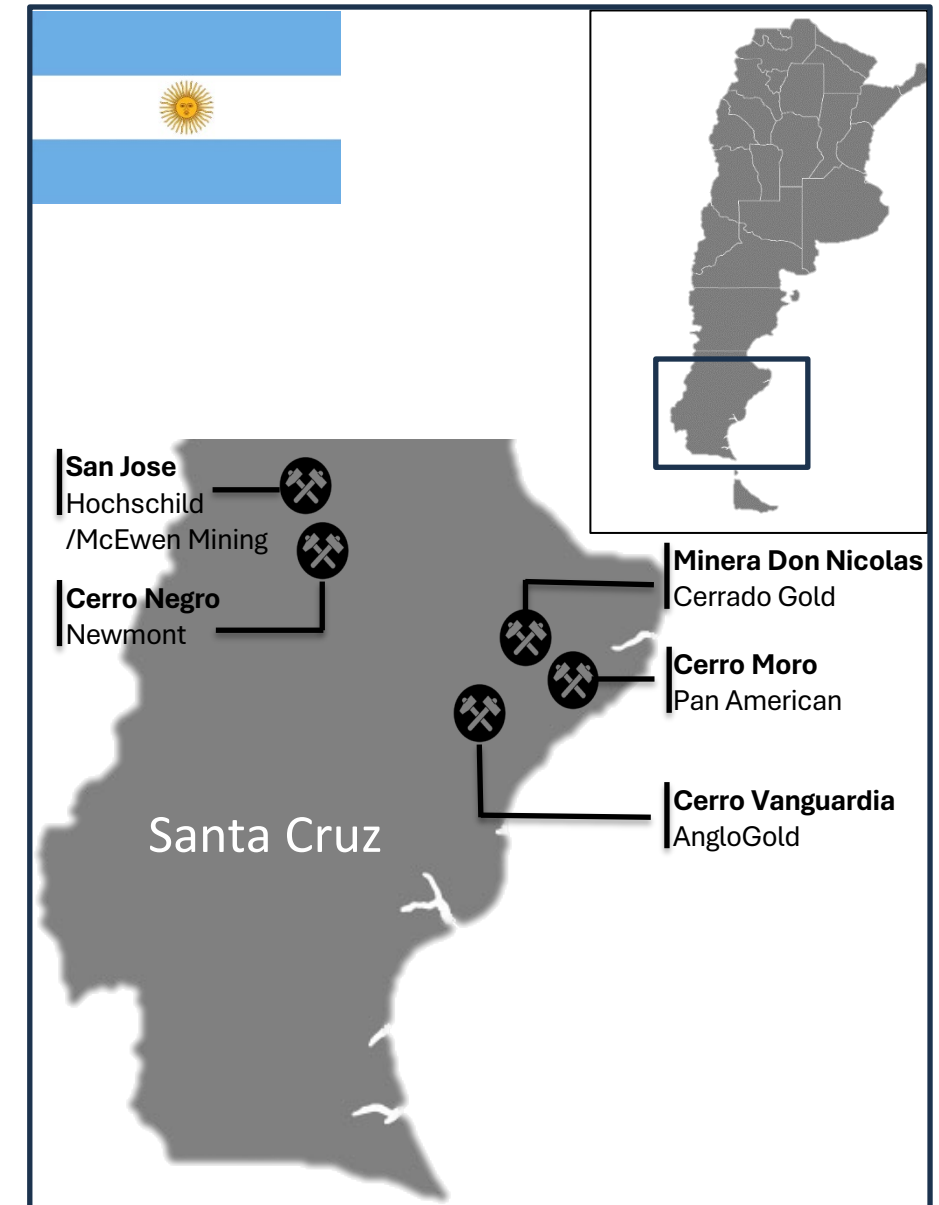 San Jose
Hochschild
/McEwen Mining
Cerro Negro
Newmont
Minera Don Nicolas
Cerrado Gold
Cerro Moro
Pan American
Cerro Vanguardia
AngloGold
Santa Cruz